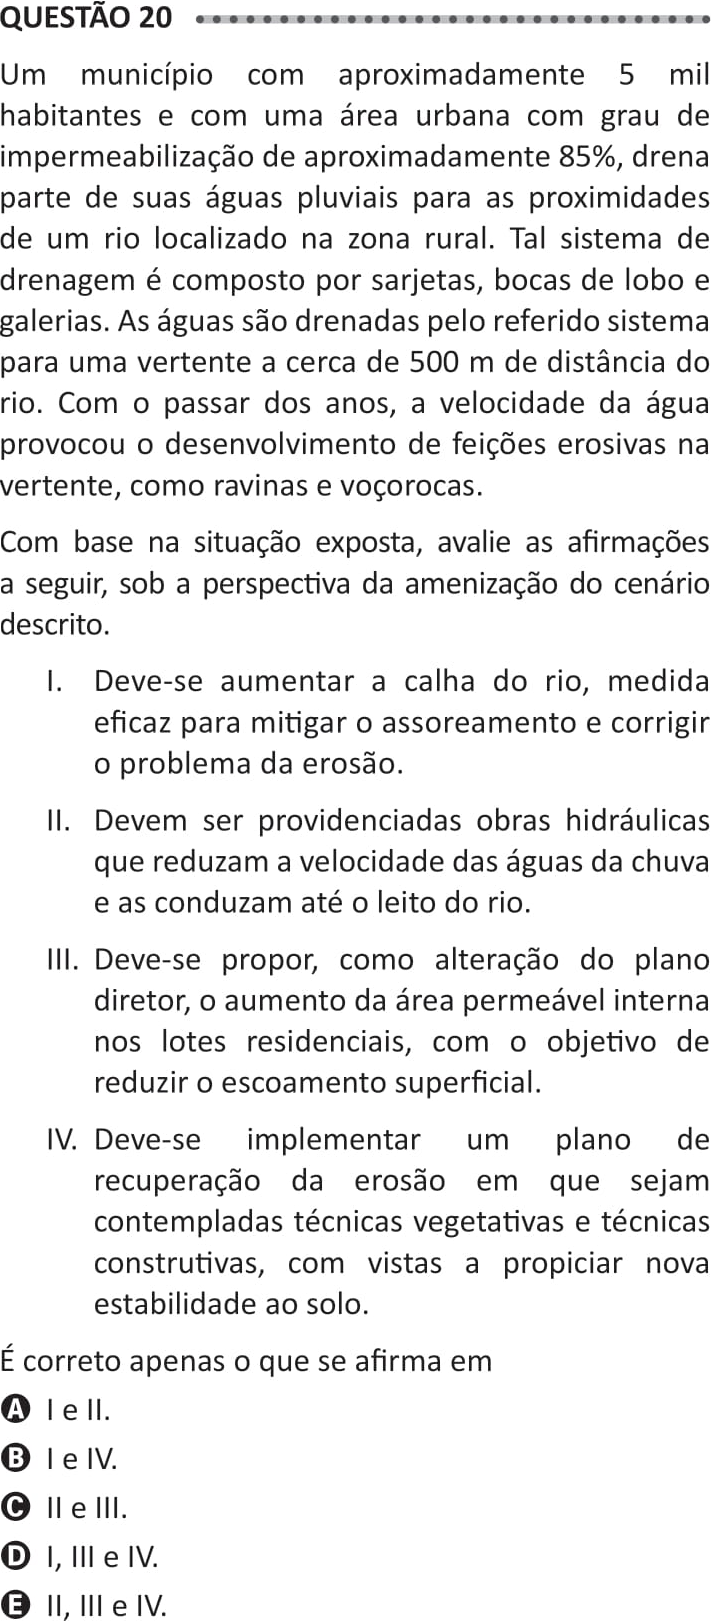 QUESTÃO 20
Um município com aproximadamente 5 mil
habitantes e com uma área urbana com grau de
impermeabilização de aproximadamente 85%, drena
parte de suas águas pluviais para as proximidades
de um rio localizado na zona rural. Tal sistema de
drenagem é composto por sarjetas, bocas de lobo e
galerias. As águas são drenadas pelo referido sistema
para uma vertente a cerca de 500 m de distância do
rio. Com o passar dos anos, a velocidade da água
provocou o desenvolvimento de feições erosivas na
vertente, como ravinas e voçorocas.
Com base na situação exposta, avalie as afirmações
a seguir, sob a perspectiva da amenização do cenário
descrito.
I. Deve-se aumentar a calha do rio, medida
eficaz para mitigar o assoreamento e corrigir
o problema da erosão.
II. Devem ser providenciadas obras hidráulicas
que reduzam a velocidade das águas da chuva
e as conduzam até o leito do rio.
III. Deve-se propor, como alteração do plano
diretor, o aumento da área permeável interna
nos lotes residenciais, com o objetivo de
reduzir o escoamento superficial.
IV. Deve-se implementar um plano de
recuperação da erosão em que sejam
contempladas técnicas vegetativas e técnicas
construtivas, com vistas a propiciar nova
estabilidade ao solo.
É correto apenas o que se afirma em
A I e II.
B I e IV.
C II e III.
D I, III e IV.
E II, III e IV.